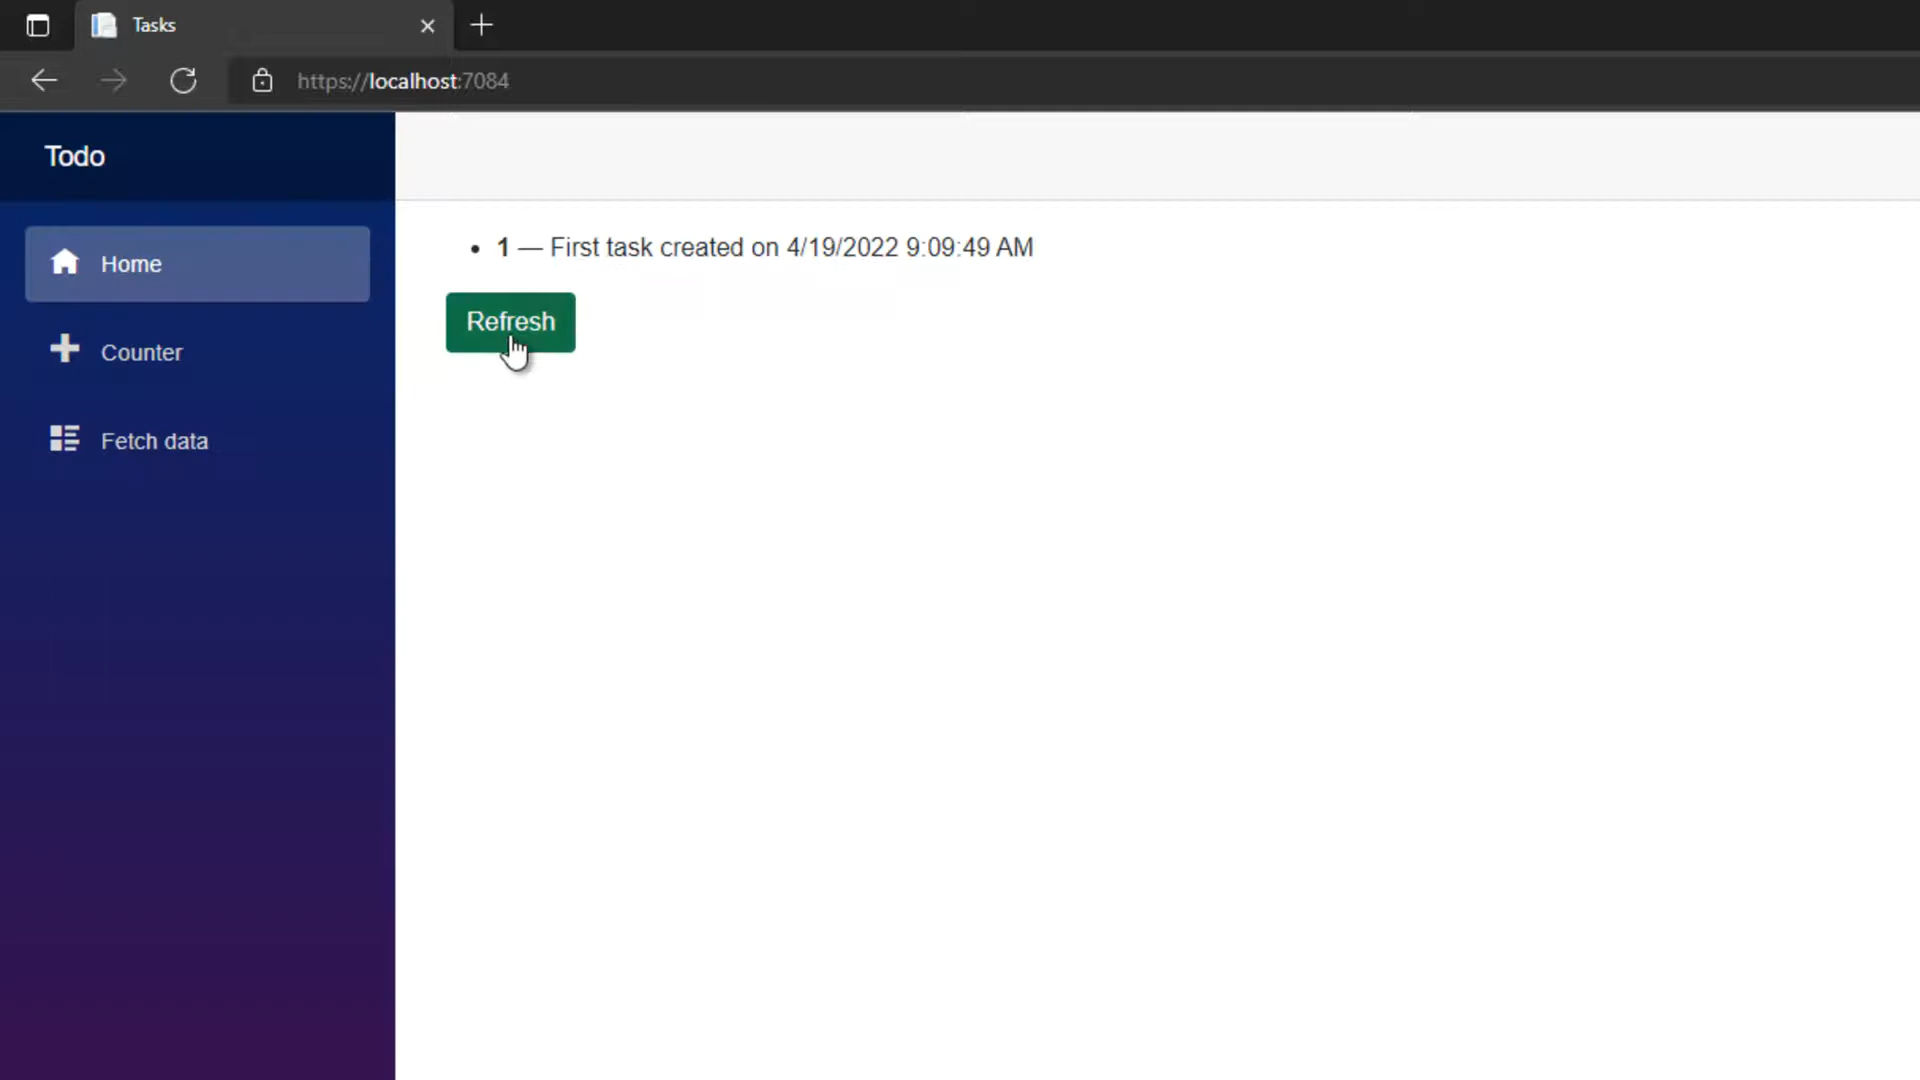 Tasks
https://localhost:7084
Todo
Home
Counter
Fetch data
1 — First task created on 4/19/2022 9:09:49 AM
Refresh